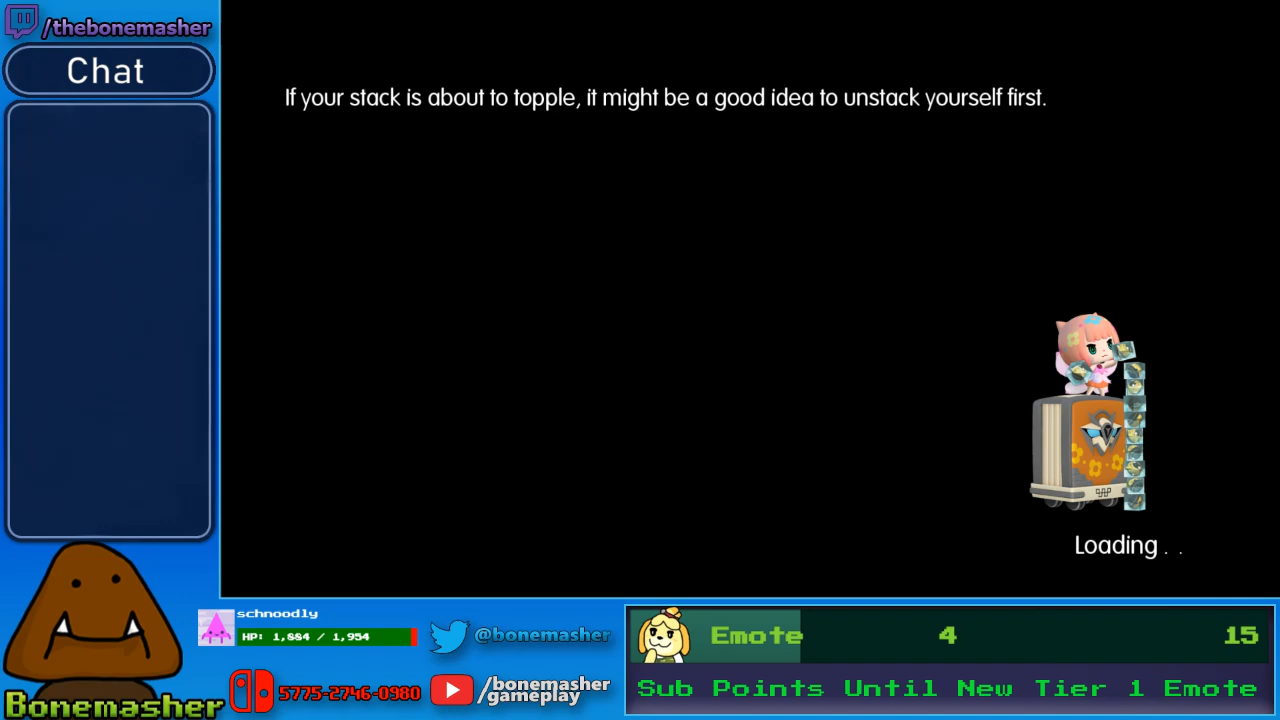 /thebonemasher
Chat
If your stack is about to topple, it might be a good idea to unstack yourself first.
Loading . .
schnoodly
HP: 1,884 / 1,954
@bonemasher
5775-2746-0980
/bonemasher
gameplay
Bonemasher
Emote 4 15
Sub Points Until New Tier 1 Emote